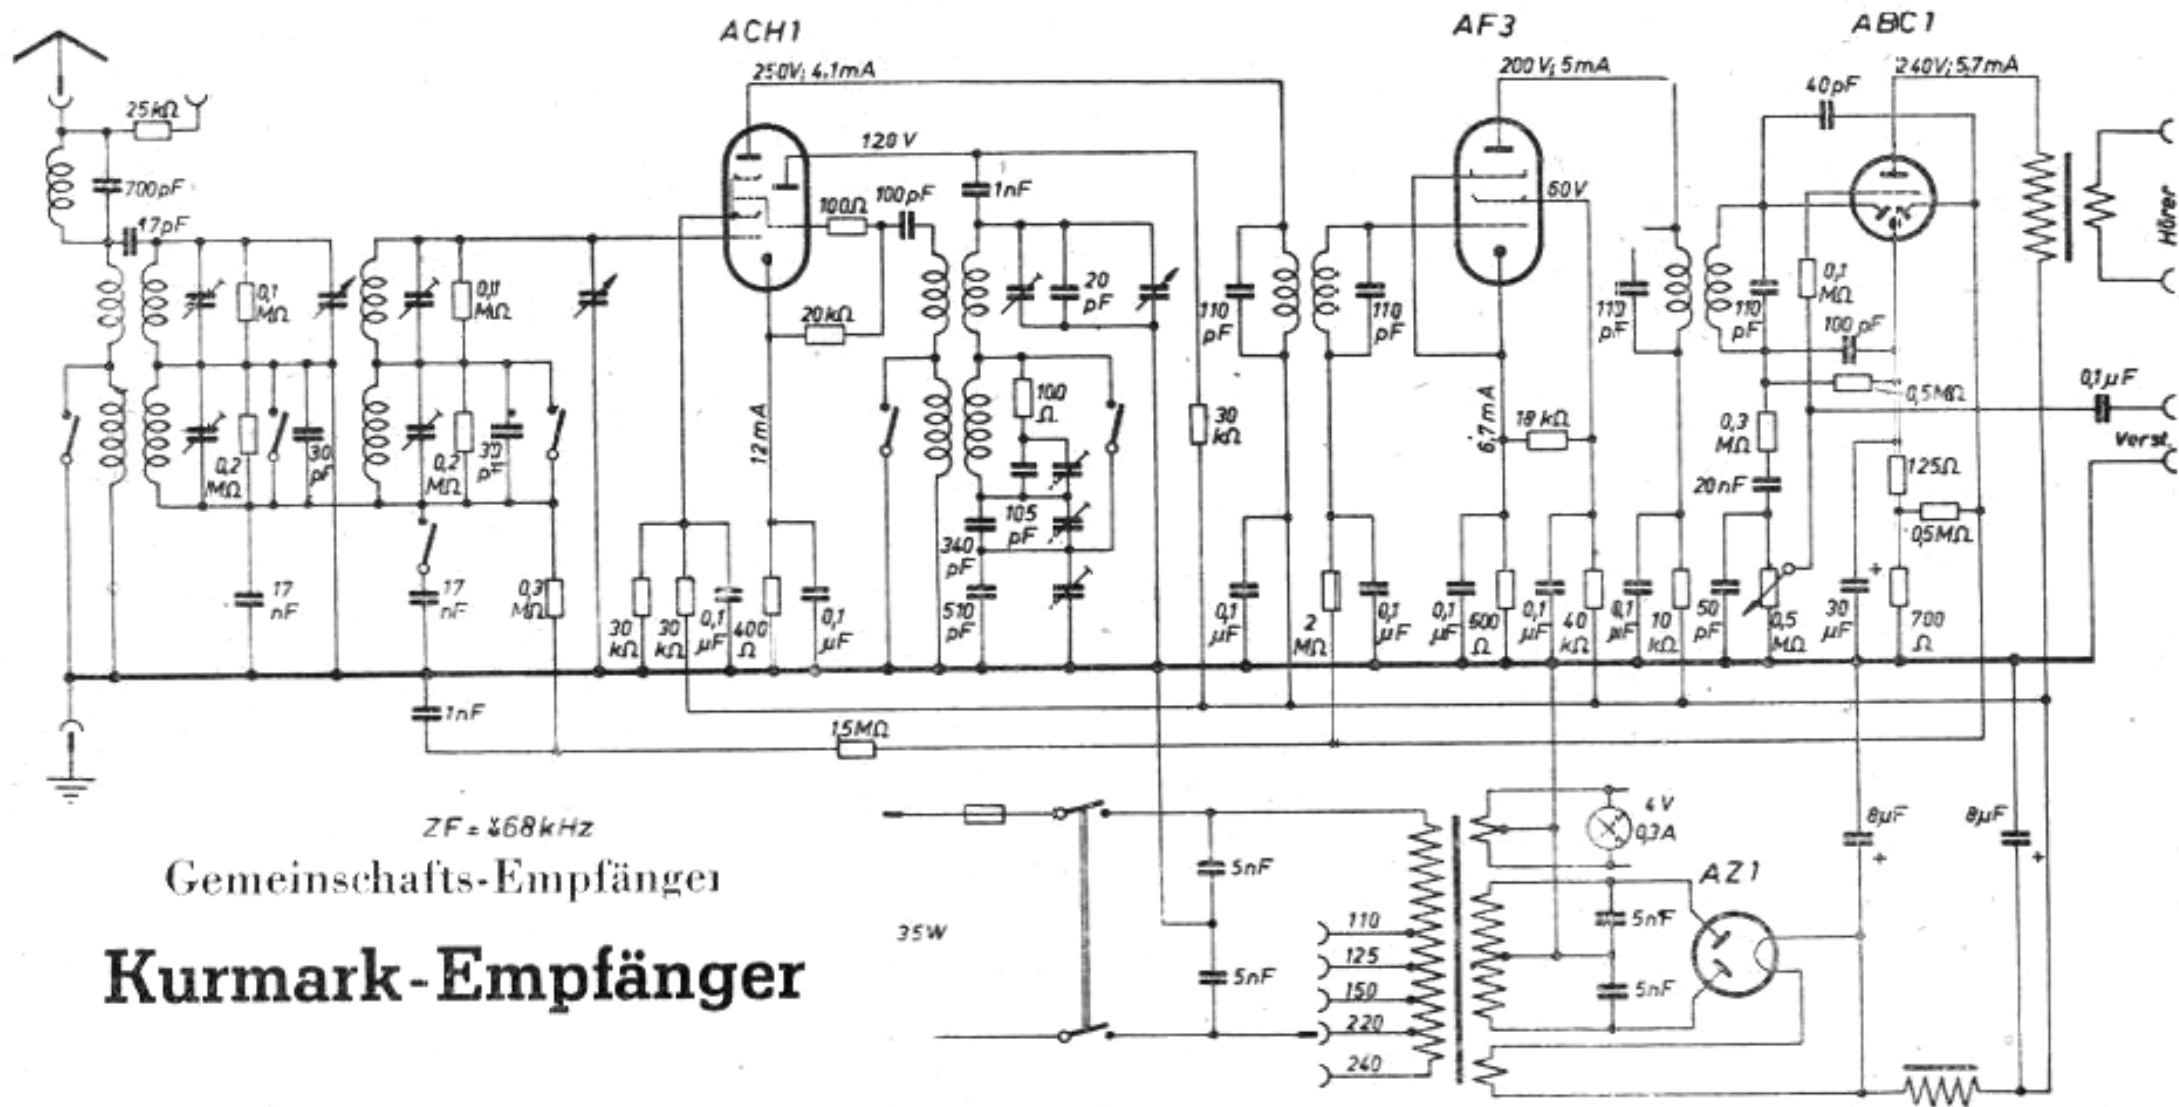 ACH1
AF3
ABC1
250V; 4,1mA
200V; 5mA
240V; 5,7mA
25kΩ
40pF
120V
700pF
100pF
1nF
60V
100Ω
17pF
Hörer
0,1
MΩ
0,1
MΩ
20
pF
20kΩ
110
pF
110
pF
110
pF
110
pF
0,1
MΩ
100pF
0,1µF
0,5MΩ
100
Ω
30
kΩ
12mA
6,7mA
18kΩ
0,3
MΩ
Verst.
0,2
MΩ
30
pF
0,2
MΩ
30
pF
125Ω
20nF
105
pF
340
pF
0,5MΩ
17
nF
17
nF
0,3
MΩ
30
kΩ
30
kΩ
0,1
µF
400
Ω
0,1
µF
510
pF
0,1
µF
2
MΩ
0,1
µF
0,1
µF
600
Ω
0,1
µF
40
kΩ
0,1
µF
10
kΩ
50
pF
0,5
MΩ
+
30
µF
700
Ω
1nF
1,5MΩ
4V
0,3A
ZF = 468kHz
8µF
+
8µF
+
Gemeinschafts-Empfänger
5nF
AZ1
5nF
35W
110
125
5nF
5nF
150
220
240
Kurmark-Empfänger